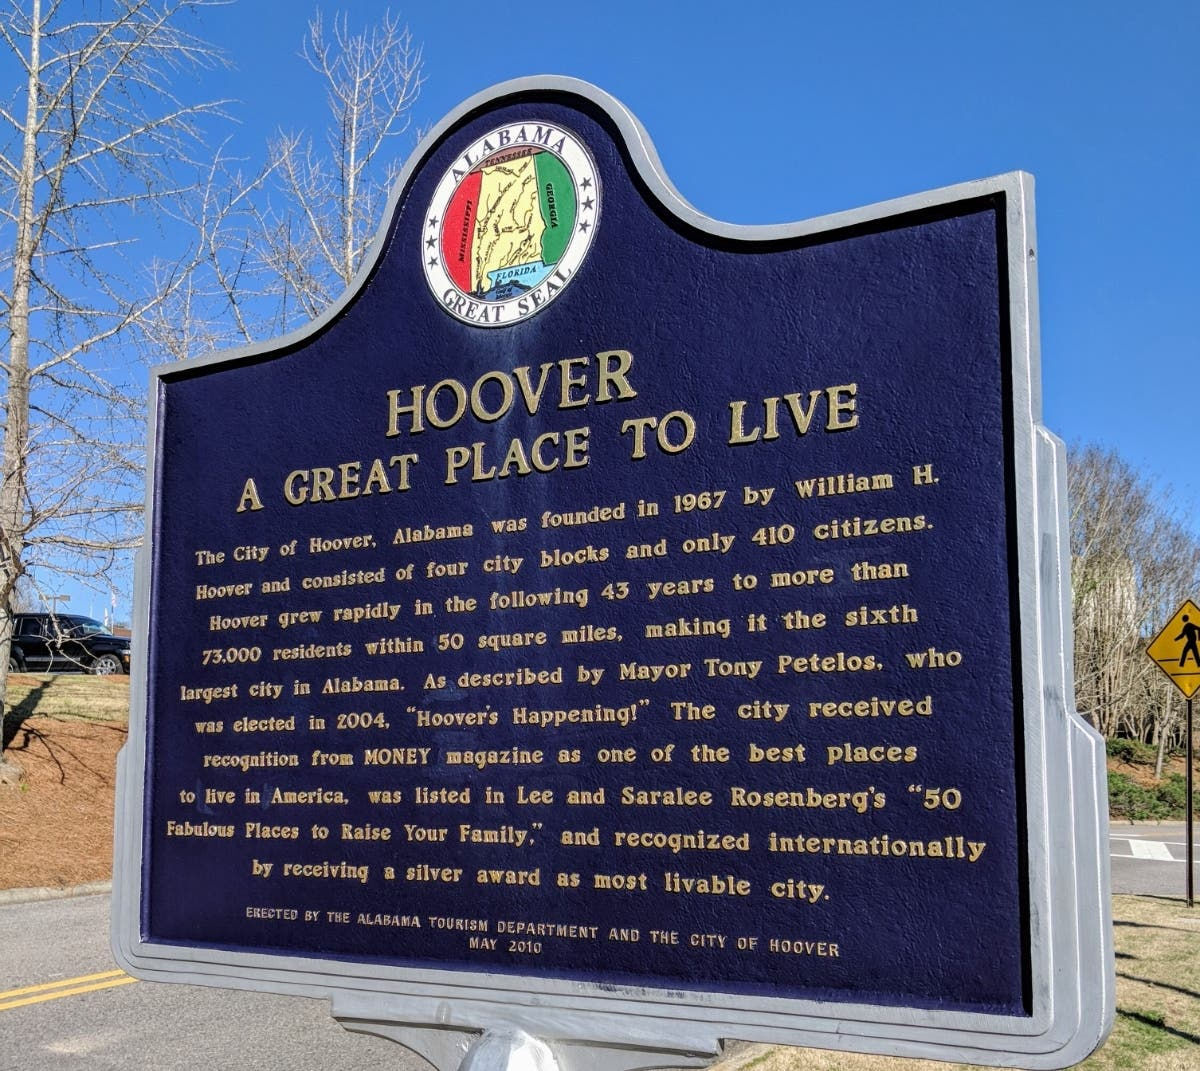 ALABAMA
TENNESSEE
MISSISSIPPI
GEORGIA
FLORIDA
GREAT SEAL
HOOVER
A GREAT PLACE TO LIVE
The City of Hoover, Alabama was founded in 1967 by William H.
Hoover and consisted of four city blocks and only 410 citizens.
Hoover grew rapidly in the following 43 years to more than
73,000 residents within 50 square miles, making it the sixth
largest city in Alabama. As described by Mayor Tony Petelos, who
was elected in 2004, “Hoover's Happening!” The city received
recognition from MONEY magazine as one of the best places
to live in America, was listed in Lee and Saralee Rosenberg's “50
Fabulous Places to Raise Your Family,” and recognized internationally
by receiving a silver award as most livable city.
ERECTED BY THE ALABAMA TOURISM DEPARTMENT AND THE CITY OF HOOVER
MAY 2010